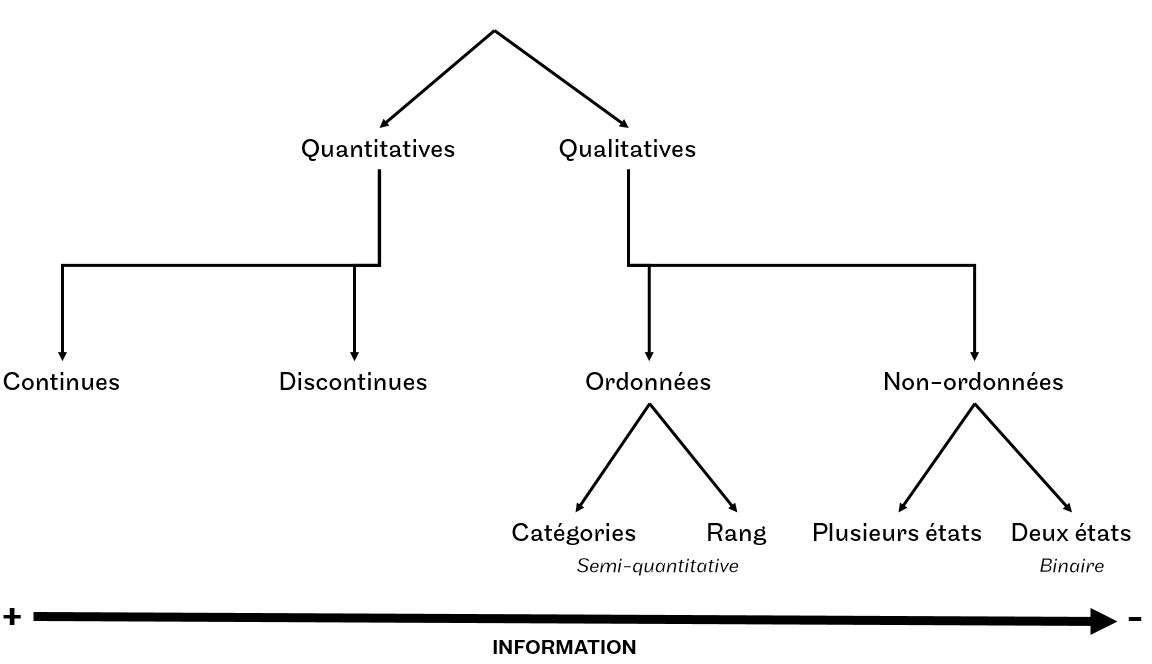 Quantitatives
Qualitatives
Continues
Discontinues
Ordonnées
Non-ordonnées
Catégories
Rang
Plusieurs états
Deux états
Semi-quantitative
Binaire
+
-
INFORMATION